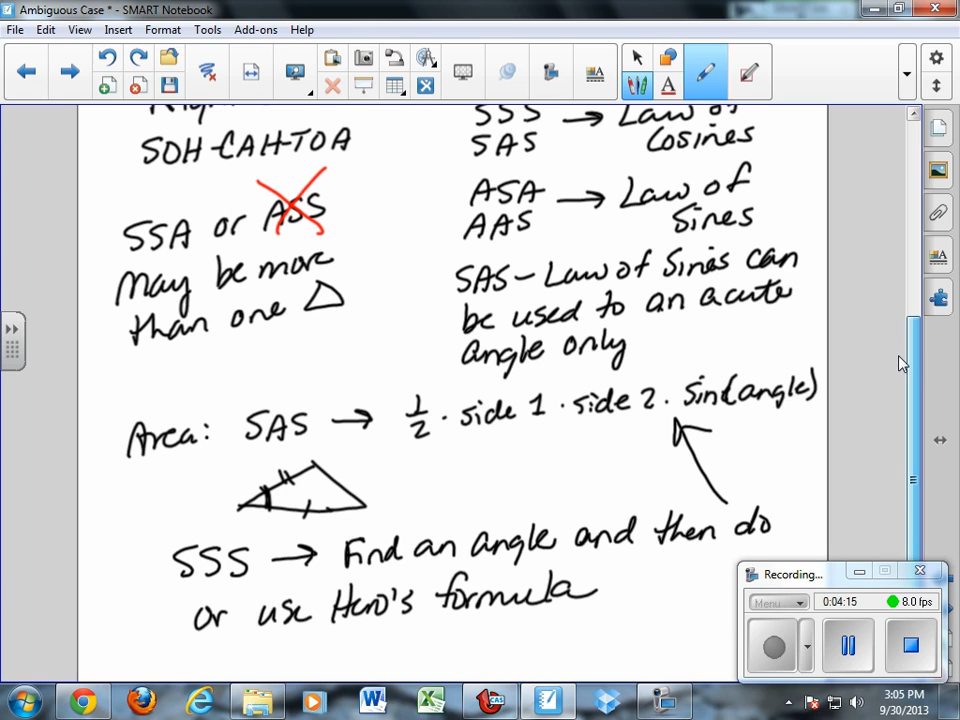 Ambiguous Case * - SMART Notebook
File Edit View Insert Format Tools Add-ons Help
SOH-CAH-TOA
SSA or ASS
May be more
than one
SSS → Law of
SAS Cosines
ASA → Law of
AAS Sines
SAS - Law of Sines can
be used to an acute
angle only
Area: SAS → 1/2 · side 1 · side 2 · sin(angle)
SSS → Find an angle and then do
or use Hero's formula
Recording...
Menu 0:04:15 8.0 fps
3:05 PM
9/30/2013